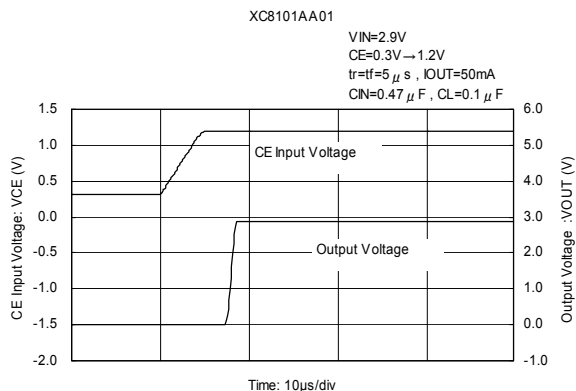 XC8101AA01
VIN=2.9V
CE=0.3V→1.2V
tr=tf=5μs , IOUT=50mA
CIN=0.47μF , CL=0.1μF
CE Input Voltage: VCE (V)
1.5
1.0
0.5
0.0
-0.5
-1.0
-1.5
-2.0
CE Input Voltage
Output Voltage
6.0
5.0
4.0
3.0
2.0
1.0
0.0
-1.0
Output Voltage :VOUT (V)
Time: 10μs/div